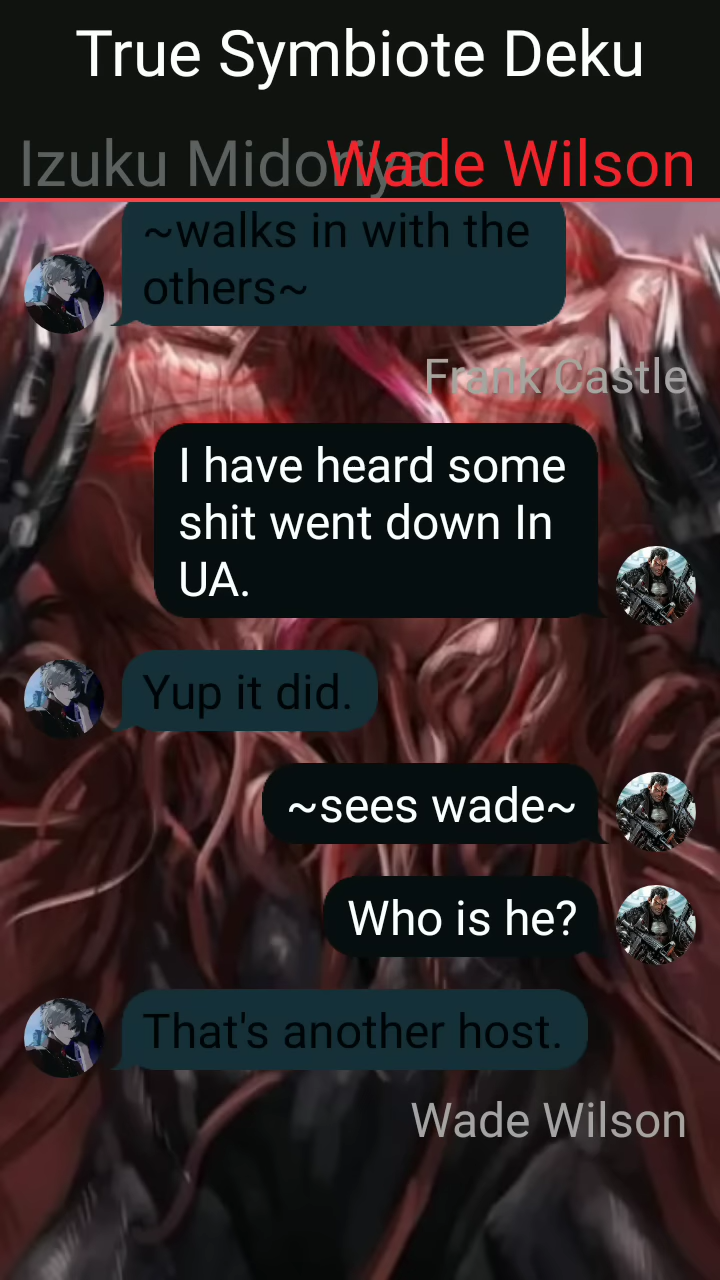 True Symbiote Deku
Izuku Midoriya Wade Wilson
~walks in with the
others~
Frank Castle
I have heard some
shit went down In
UA.
Yup it did.
~sees wade~
Who is he?
That's another host.
Wade Wilson